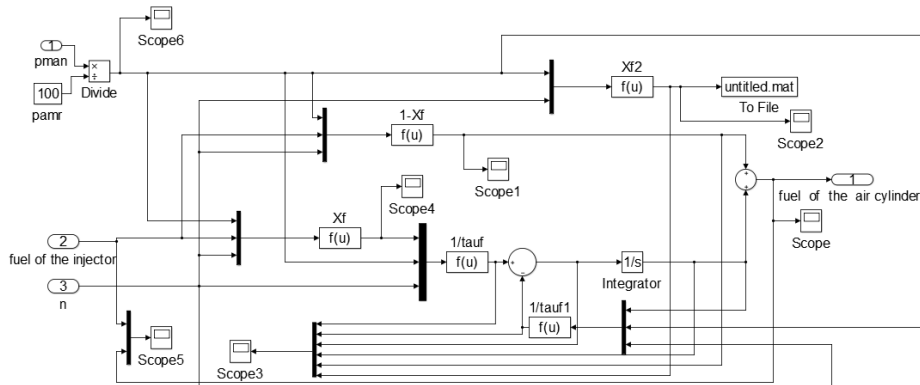 Scope6
1
pman
×
÷
Divide
100
pamr
Xf2
f(u)
untitled.mat
To File
Scope2
1-Xf
f(u)
Scope1
+
+
1
fuel of the air cylinder
Scope
Scope4
Xf
f(u)
2
fuel of the injector
3
n
1/tauf
f(u)
+
−
1/s
Integrator
1/tauf1
f(u)
Scope5
Scope3